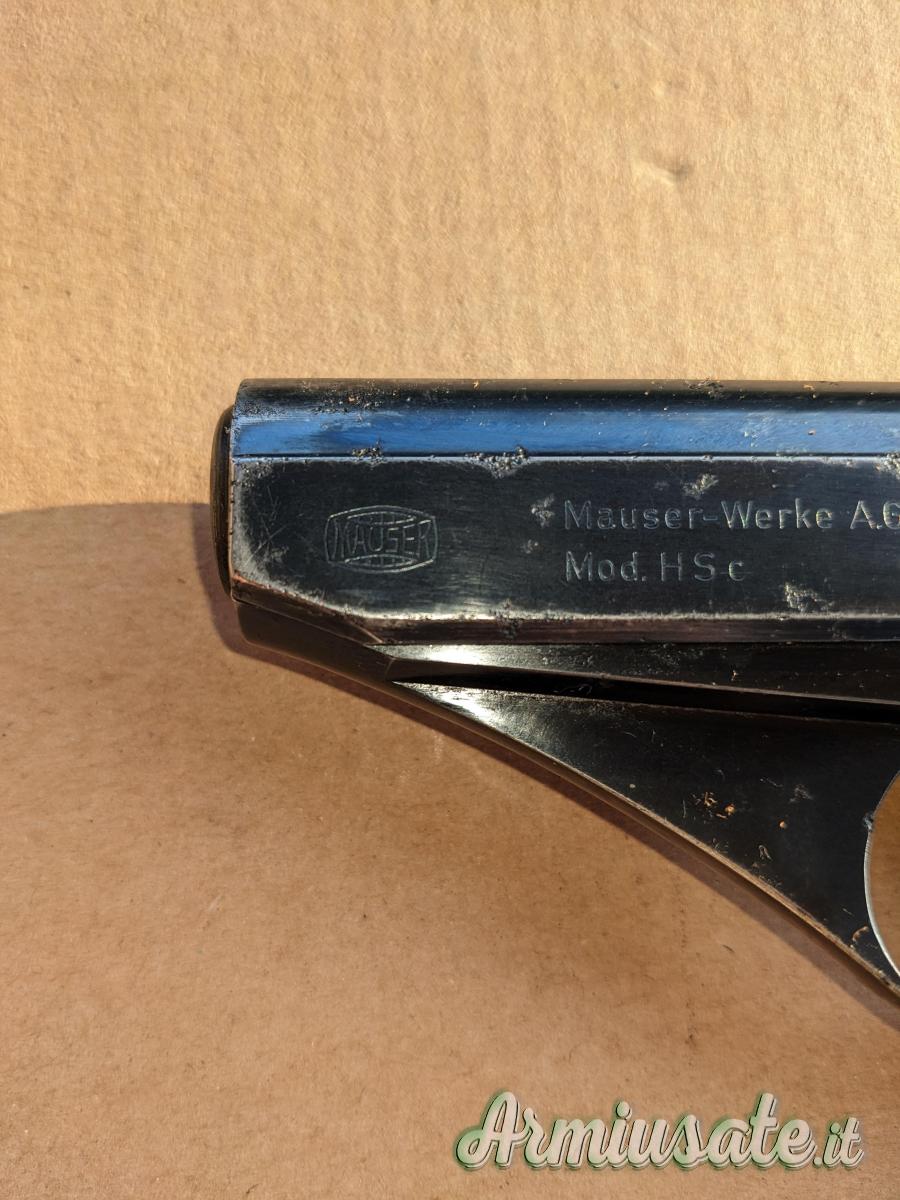 MAUSER
Mauser-Werke A.G
Mod. HSc
Armiusate.it